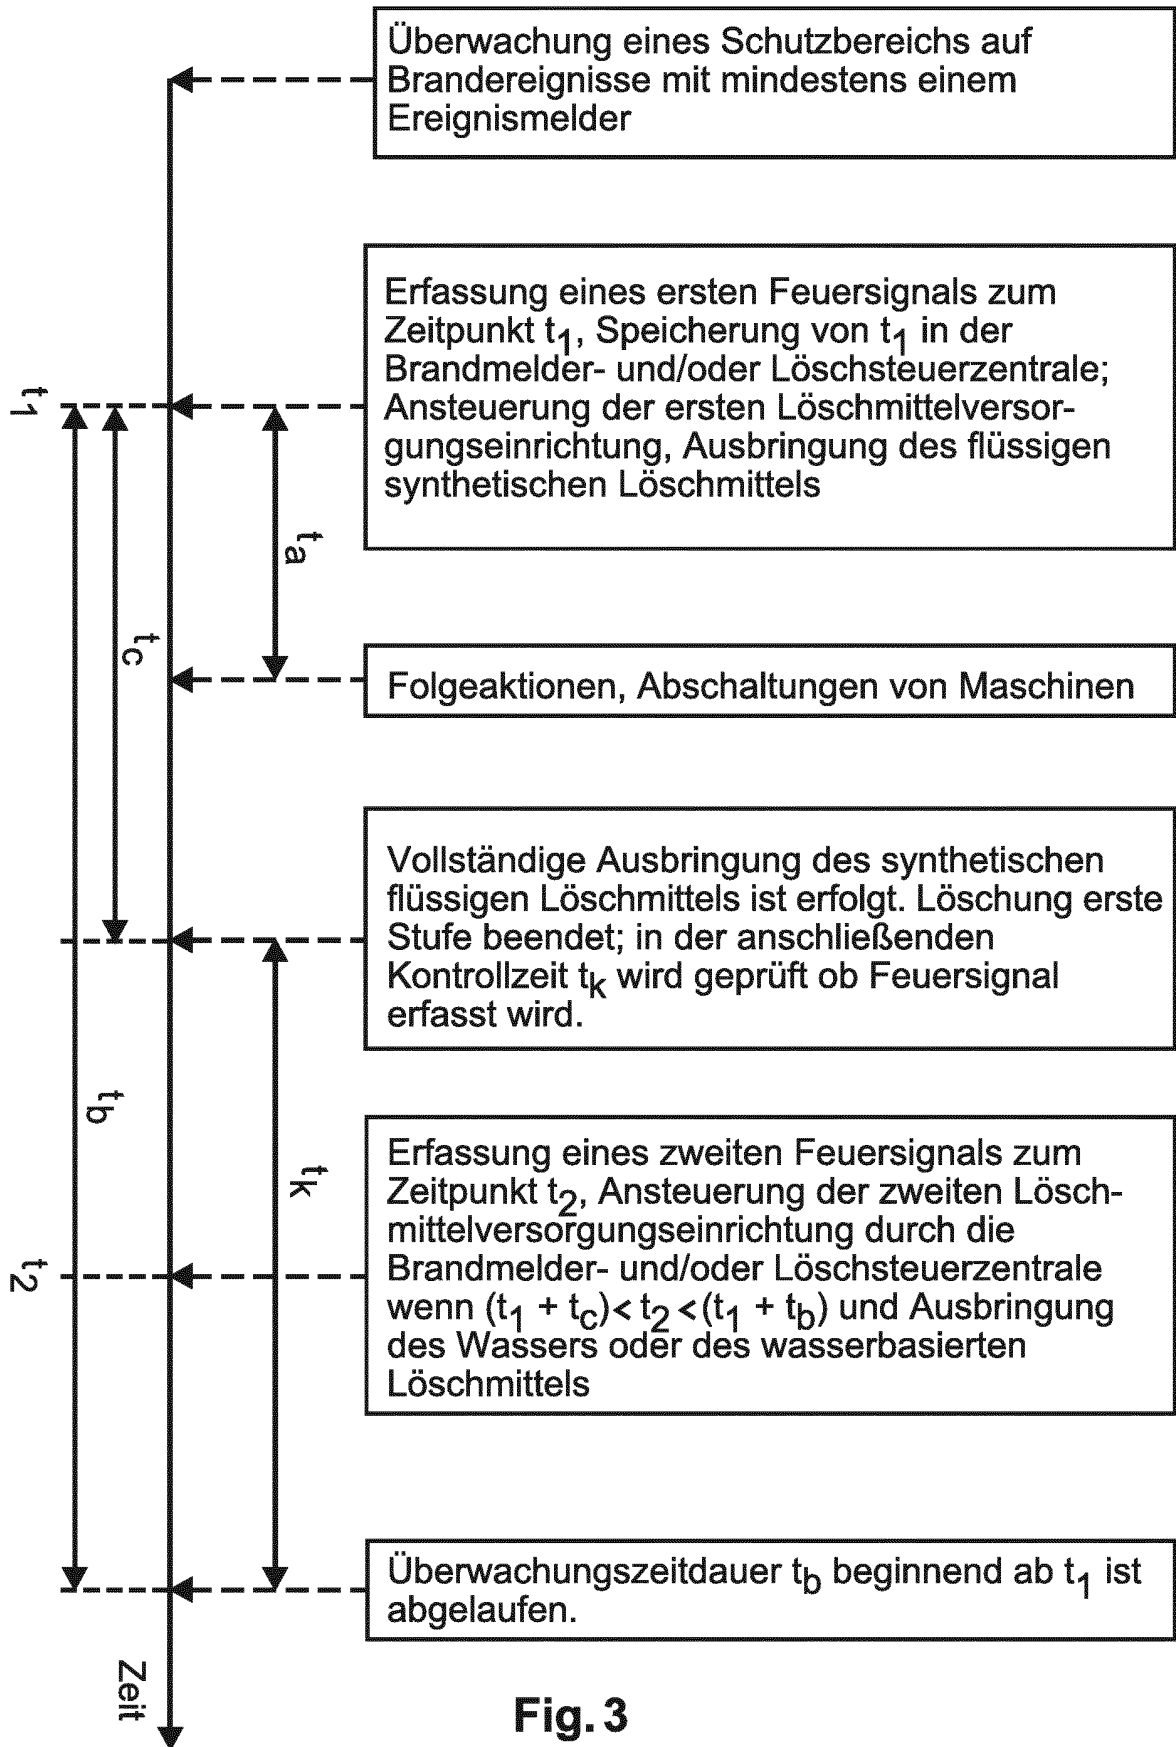 Überwachung eines Schutzbereichs auf
Brandereignisse mit mindestens einem
Ereignismelder
Erfassung eines ersten Feuersignals zum
Zeitpunkt t1, Speicherung von t1 in der
Brandmelder- und/oder Löschsteuerzentrale;
Ansteuerung der ersten Löschmittelversor-
gungseinrichtung, Ausbringung des flüssigen
synthetischen Löschmittels
t1
ta
tc
Folgeaktionen, Abschaltungen von Maschinen
Vollständige Ausbringung des synthetischen
flüssigen Löschmittels ist erfolgt. Löschung erste
Stufe beendet; in der anschließenden
Kontrollzeit tk wird geprüft ob Feuersignal
erfasst wird.
tb
tk
Erfassung eines zweiten Feuersignals zum
Zeitpunkt t2, Ansteuerung der zweiten Lösch-
mittelversorgungseinrichtung durch die
Brandmelder- und/oder Löschsteuerzentrale
wenn (t1 + tc)< t2 <(t1 + tb) und Ausbringung
des Wassers oder des wasserbasierten
Löschmittels
t2
Überwachungszeitdauer tb beginnend ab t1 ist
abgelaufen.
Zeit
Fig. 3